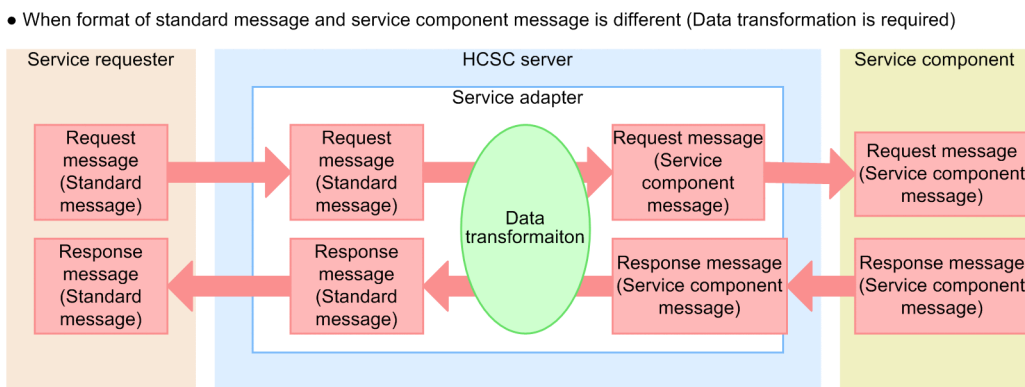 ● When format of standard message and service component message is different (Data transformation is required)
Service requester
HCSC server
Service component
Service adapter
Request
message
(Standard
message)
Request
message
(Standard
message)
Request message
(Service
component
message)
Request message
(Service component
message)
Data
transformaiton
Response
message
(Standard
message)
Response
message
(Standard
message)
Response message
(Service component
message)
Response message
(Service component
message)